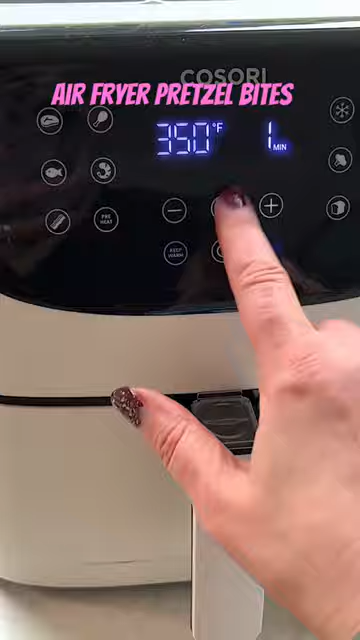 COSORI
AIR FRYER PRETZEL BITES
350°F 1 MIN
PRE
HEAT
KEEP
WARM